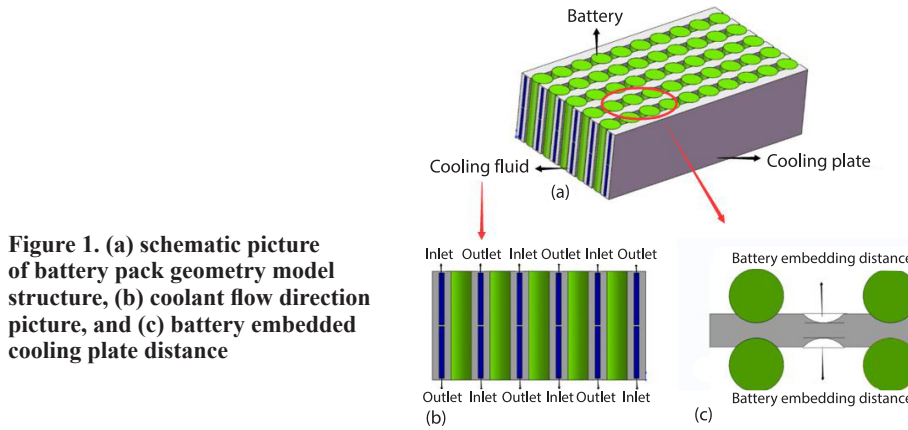 Battery
Cooling fluid
Cooling plate
(a)
Figure 1. (a) schematic picture
of battery pack geometry model
structure, (b) coolant flow direction
picture, and (c) battery embedded
cooling plate distance
Inlet Outlet Inlet Outlet Inlet Outlet
Outlet Inlet Outlet Inlet Outlet Inlet
(b)
Battery embedding distance
Battery embedding distance
(c)